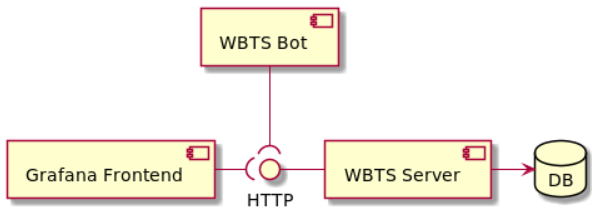 WBTS Bot
Grafana Frontend
HTTP
WBTS Server
DB